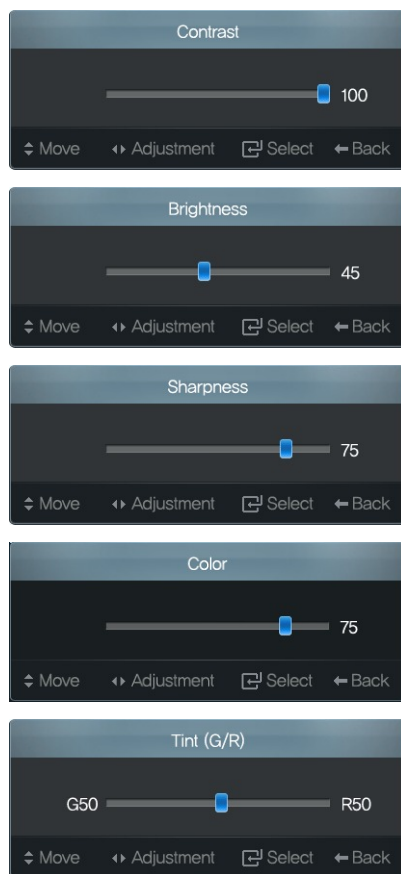 Contrast
100
Move Adjustment Select Back
Brightness
45
Move Adjustment Select Back
Sharpness
75
Move Adjustment Select Back
Color
75
Move Adjustment Select Back
Tint (G/R)
G50 R50
Move Adjustment Select Back